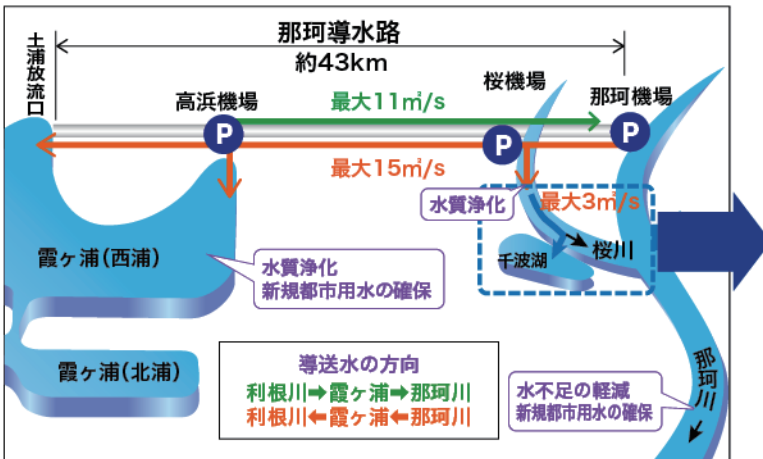 那珂導水路
約43km
土浦放流口
高浜機場
最大11㎥/s
桜機場
那珂機場
P
P
P
最大15㎥/s
水質浄化
最大3㎥/s
霞ヶ浦(西浦)
水質浄化
新規都市用水の確保
千波湖
桜川
霞ヶ浦(北浦)
導送水の方向
利根川➡霞ヶ浦➡那珂川
利根川⬅霞ヶ浦⬅那珂川
水不足の軽減
新規都市用水の確保
那珂川